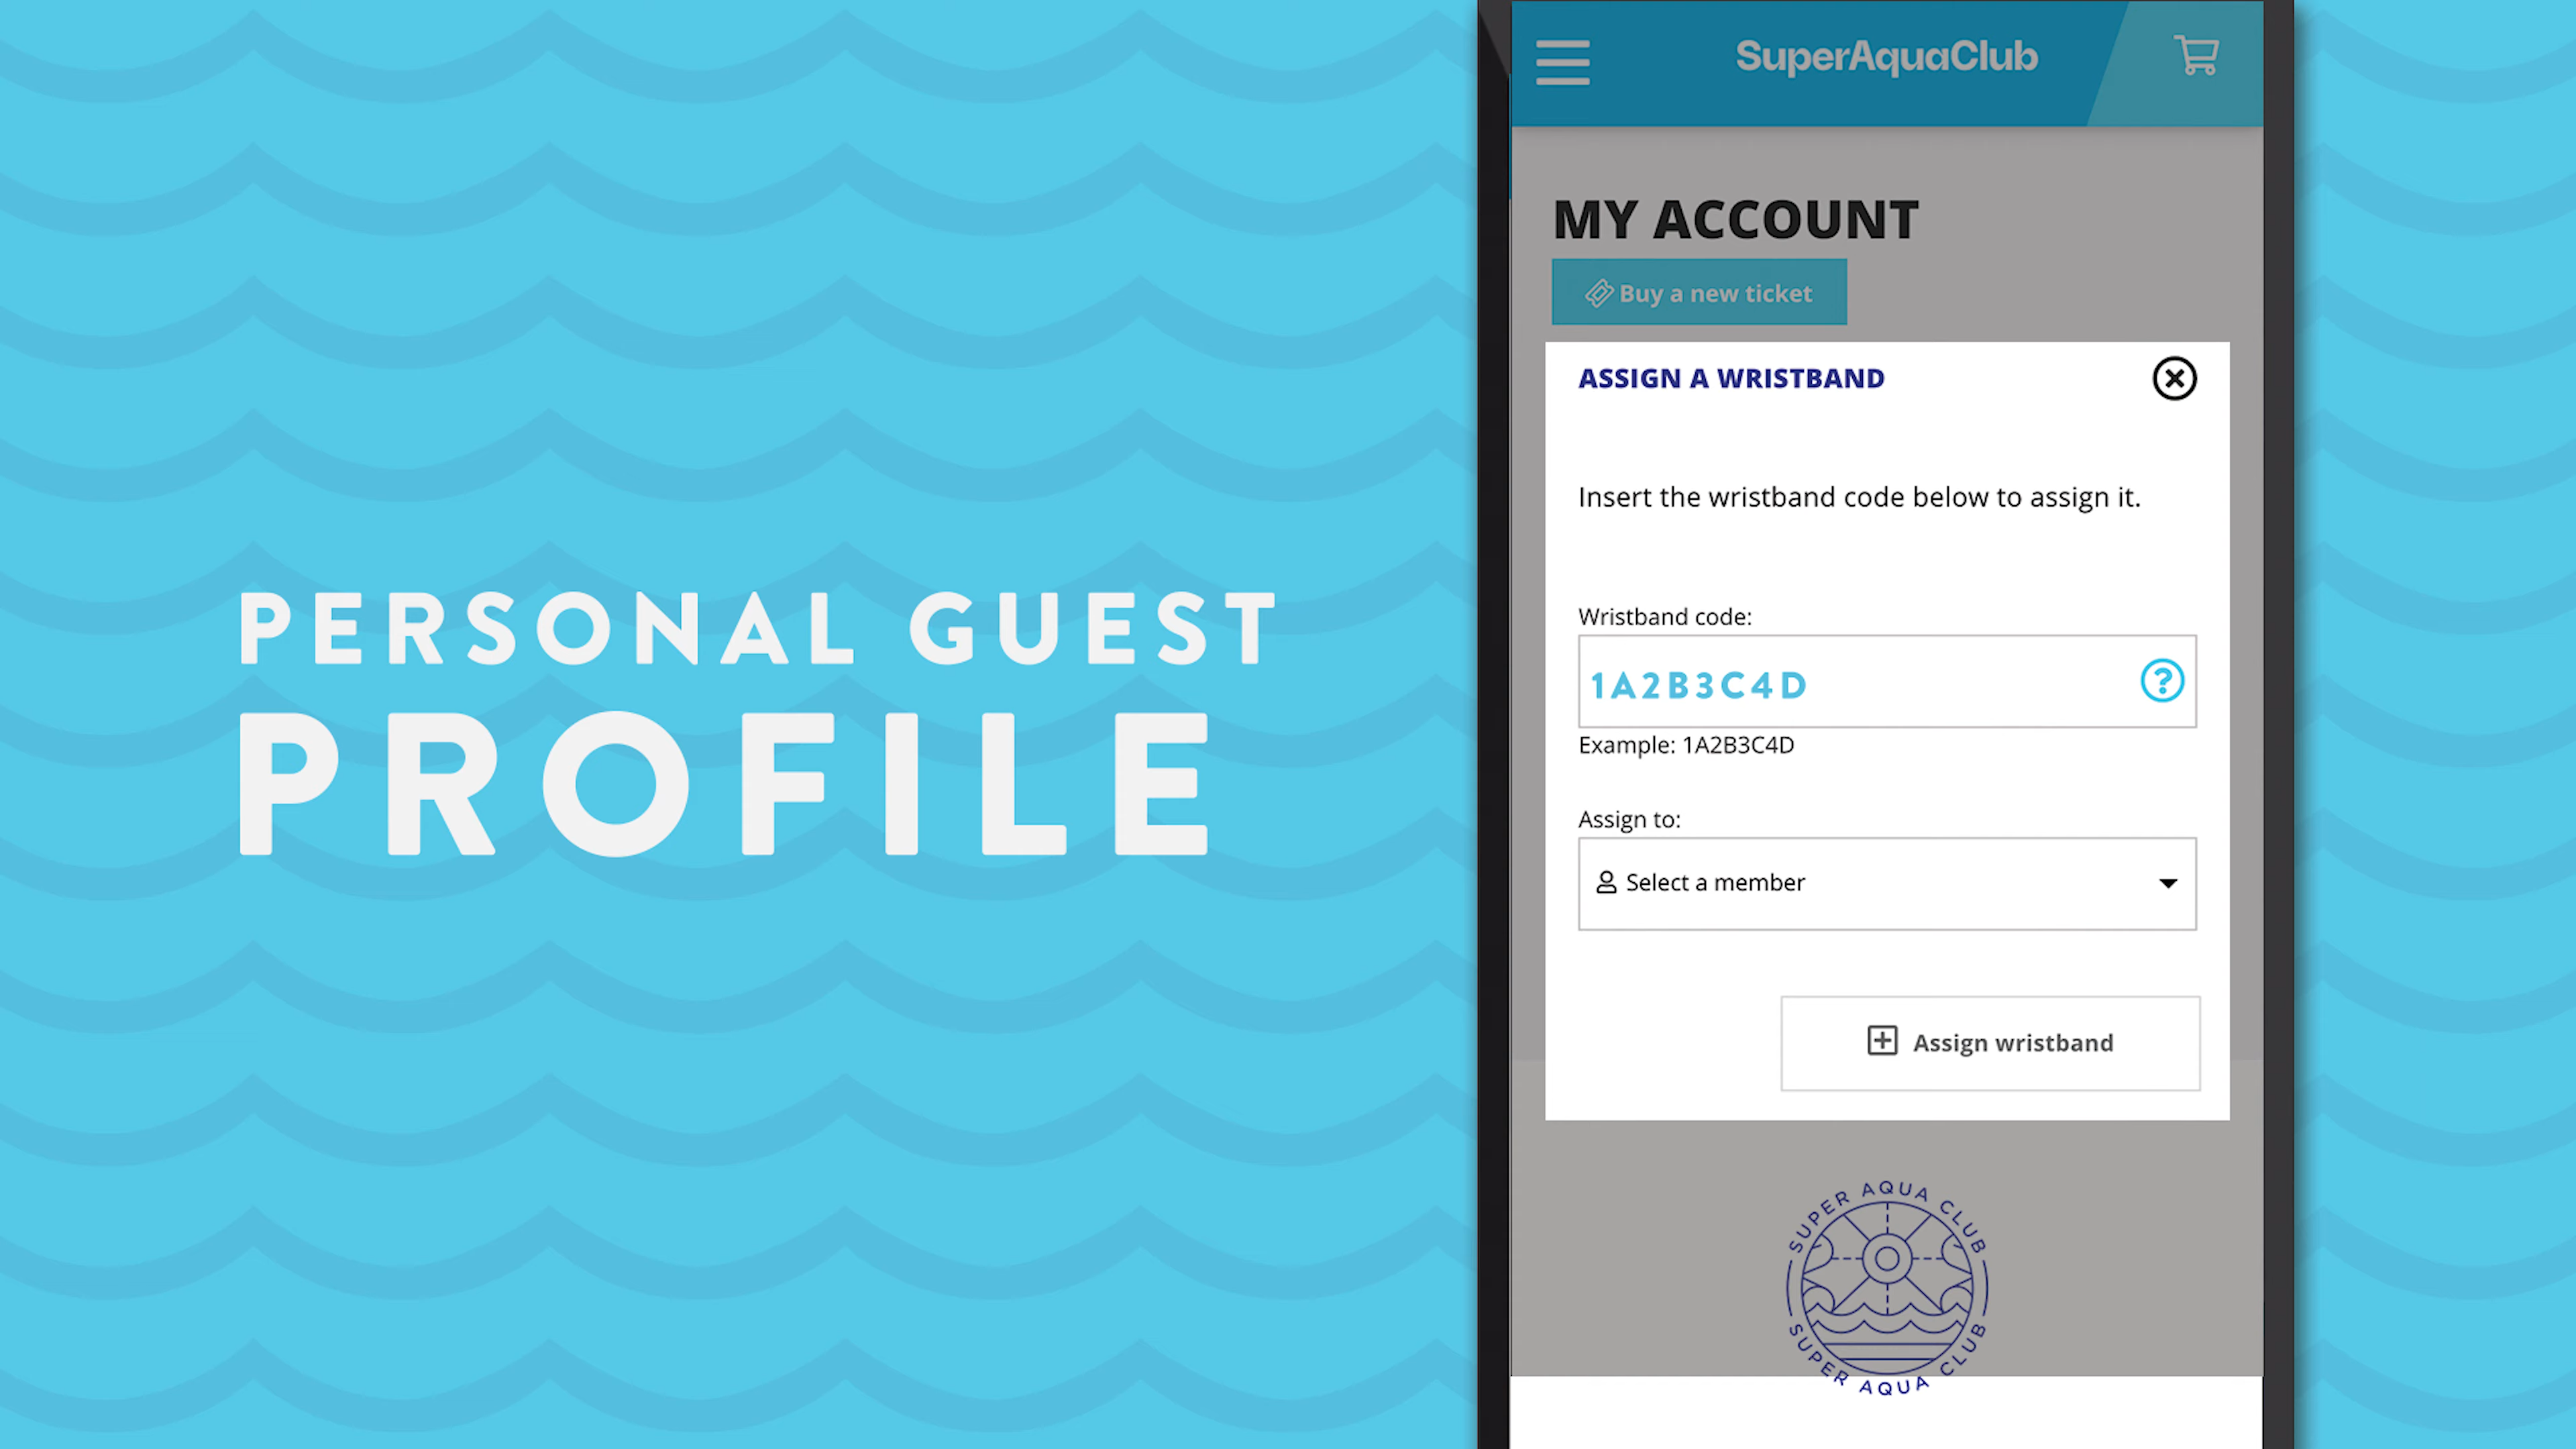 PERSONAL GUEST
PROFILE
SuperAquaClub
MY ACCOUNT
Buy a new ticket
ASSIGN A WRISTBAND
Insert the wristband code below to assign it.
Wristband code:
1A2B3C4D
Example: 1A2B3C4D
Assign to:
Select a member
Assign wristband
SUPER AQUA CLUB
SUPER AQUA CLUB